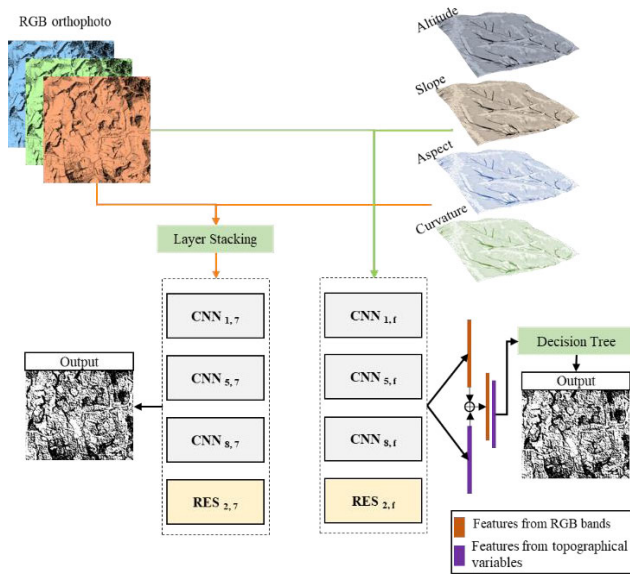 RGB orthophoto
Altitude
Slope
Aspect
Curvature
Layer Stacking
CNN 1, 7
CNN 5, 7
CNN 8, 7
RES 2, 7
CNN 1, f
CNN 5, f
CNN 8, f
RES 2, f
Output
Decision Tree
Output
Features from RGB bands
Features from topographical
variables